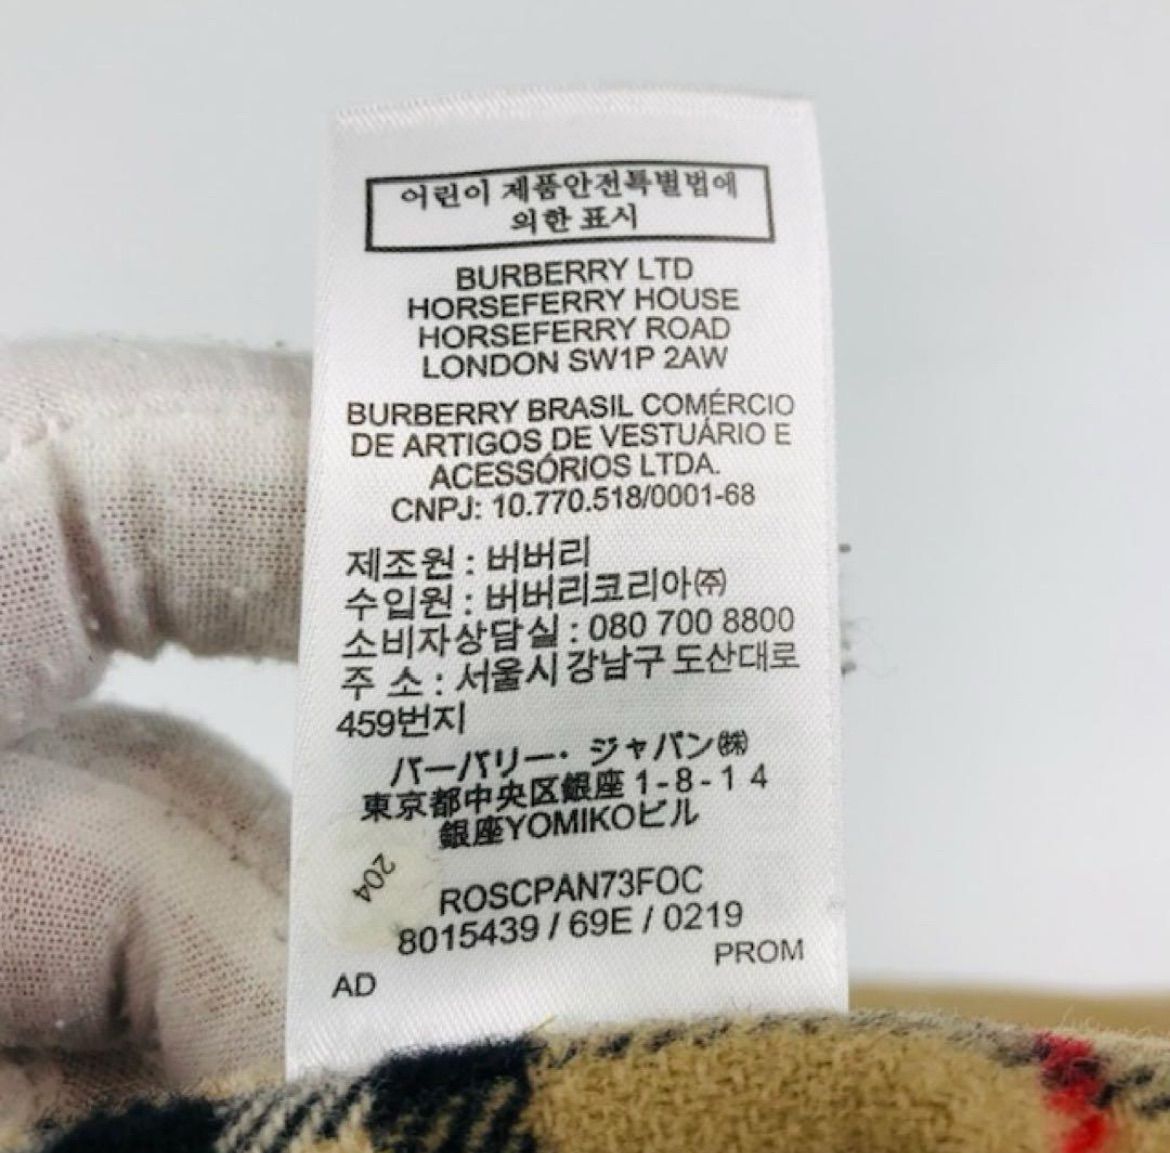 어린이 제품안전특별법에
의한 표시
BURBERRY LTD
HORSEFERRY HOUSE
HORSEFERRY ROAD
LONDON SW1P 2AW
BURBERRY BRASIL COMÉRCIO
DE ARTIGOS DE VESTUÁRIO E
ACESSÓRIOS LTDA.
CNPJ: 10.770.518/0001-68
제조원 : 버버리
수입원 : 버버리코리아㈜
소비자상담실 : 080 700 8800
주 소 : 서울시 강남구 도산대로
459번지
バーバリー・ジャパン㈱
東京都中央区銀座 1-8-14
銀座YOMIKOビル
204
ROSCPAN73FOC
8015439 / 69E / 0219
PROM
AD